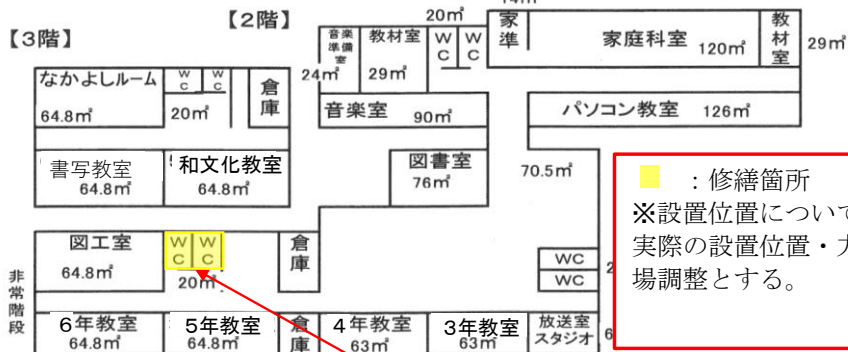 【3階】
【2階】
なかよしルーム
64.8㎡
WC
WC
20㎡
倉庫
書写教室
64.8㎡
和文化教室
64.8㎡
図工室
64.8㎡
WC
WC
20㎡
倉庫
非常階段
6年教室
64.8㎡
5年教室
64.8㎡
倉庫
4年教室
63㎡
3年教室
63㎡
放送室
スタジオ
音楽準備室
24㎡
教材室
29㎡
20㎡
WC
WC
家準
家庭科室 120㎡
教材室
29㎡
音楽室 90㎡
パソコン教室 126㎡
図書室
76㎡
70.5㎡
WC
WC
：修繕箇所
※設置位置について
実際の設置位置・
場調整とする。